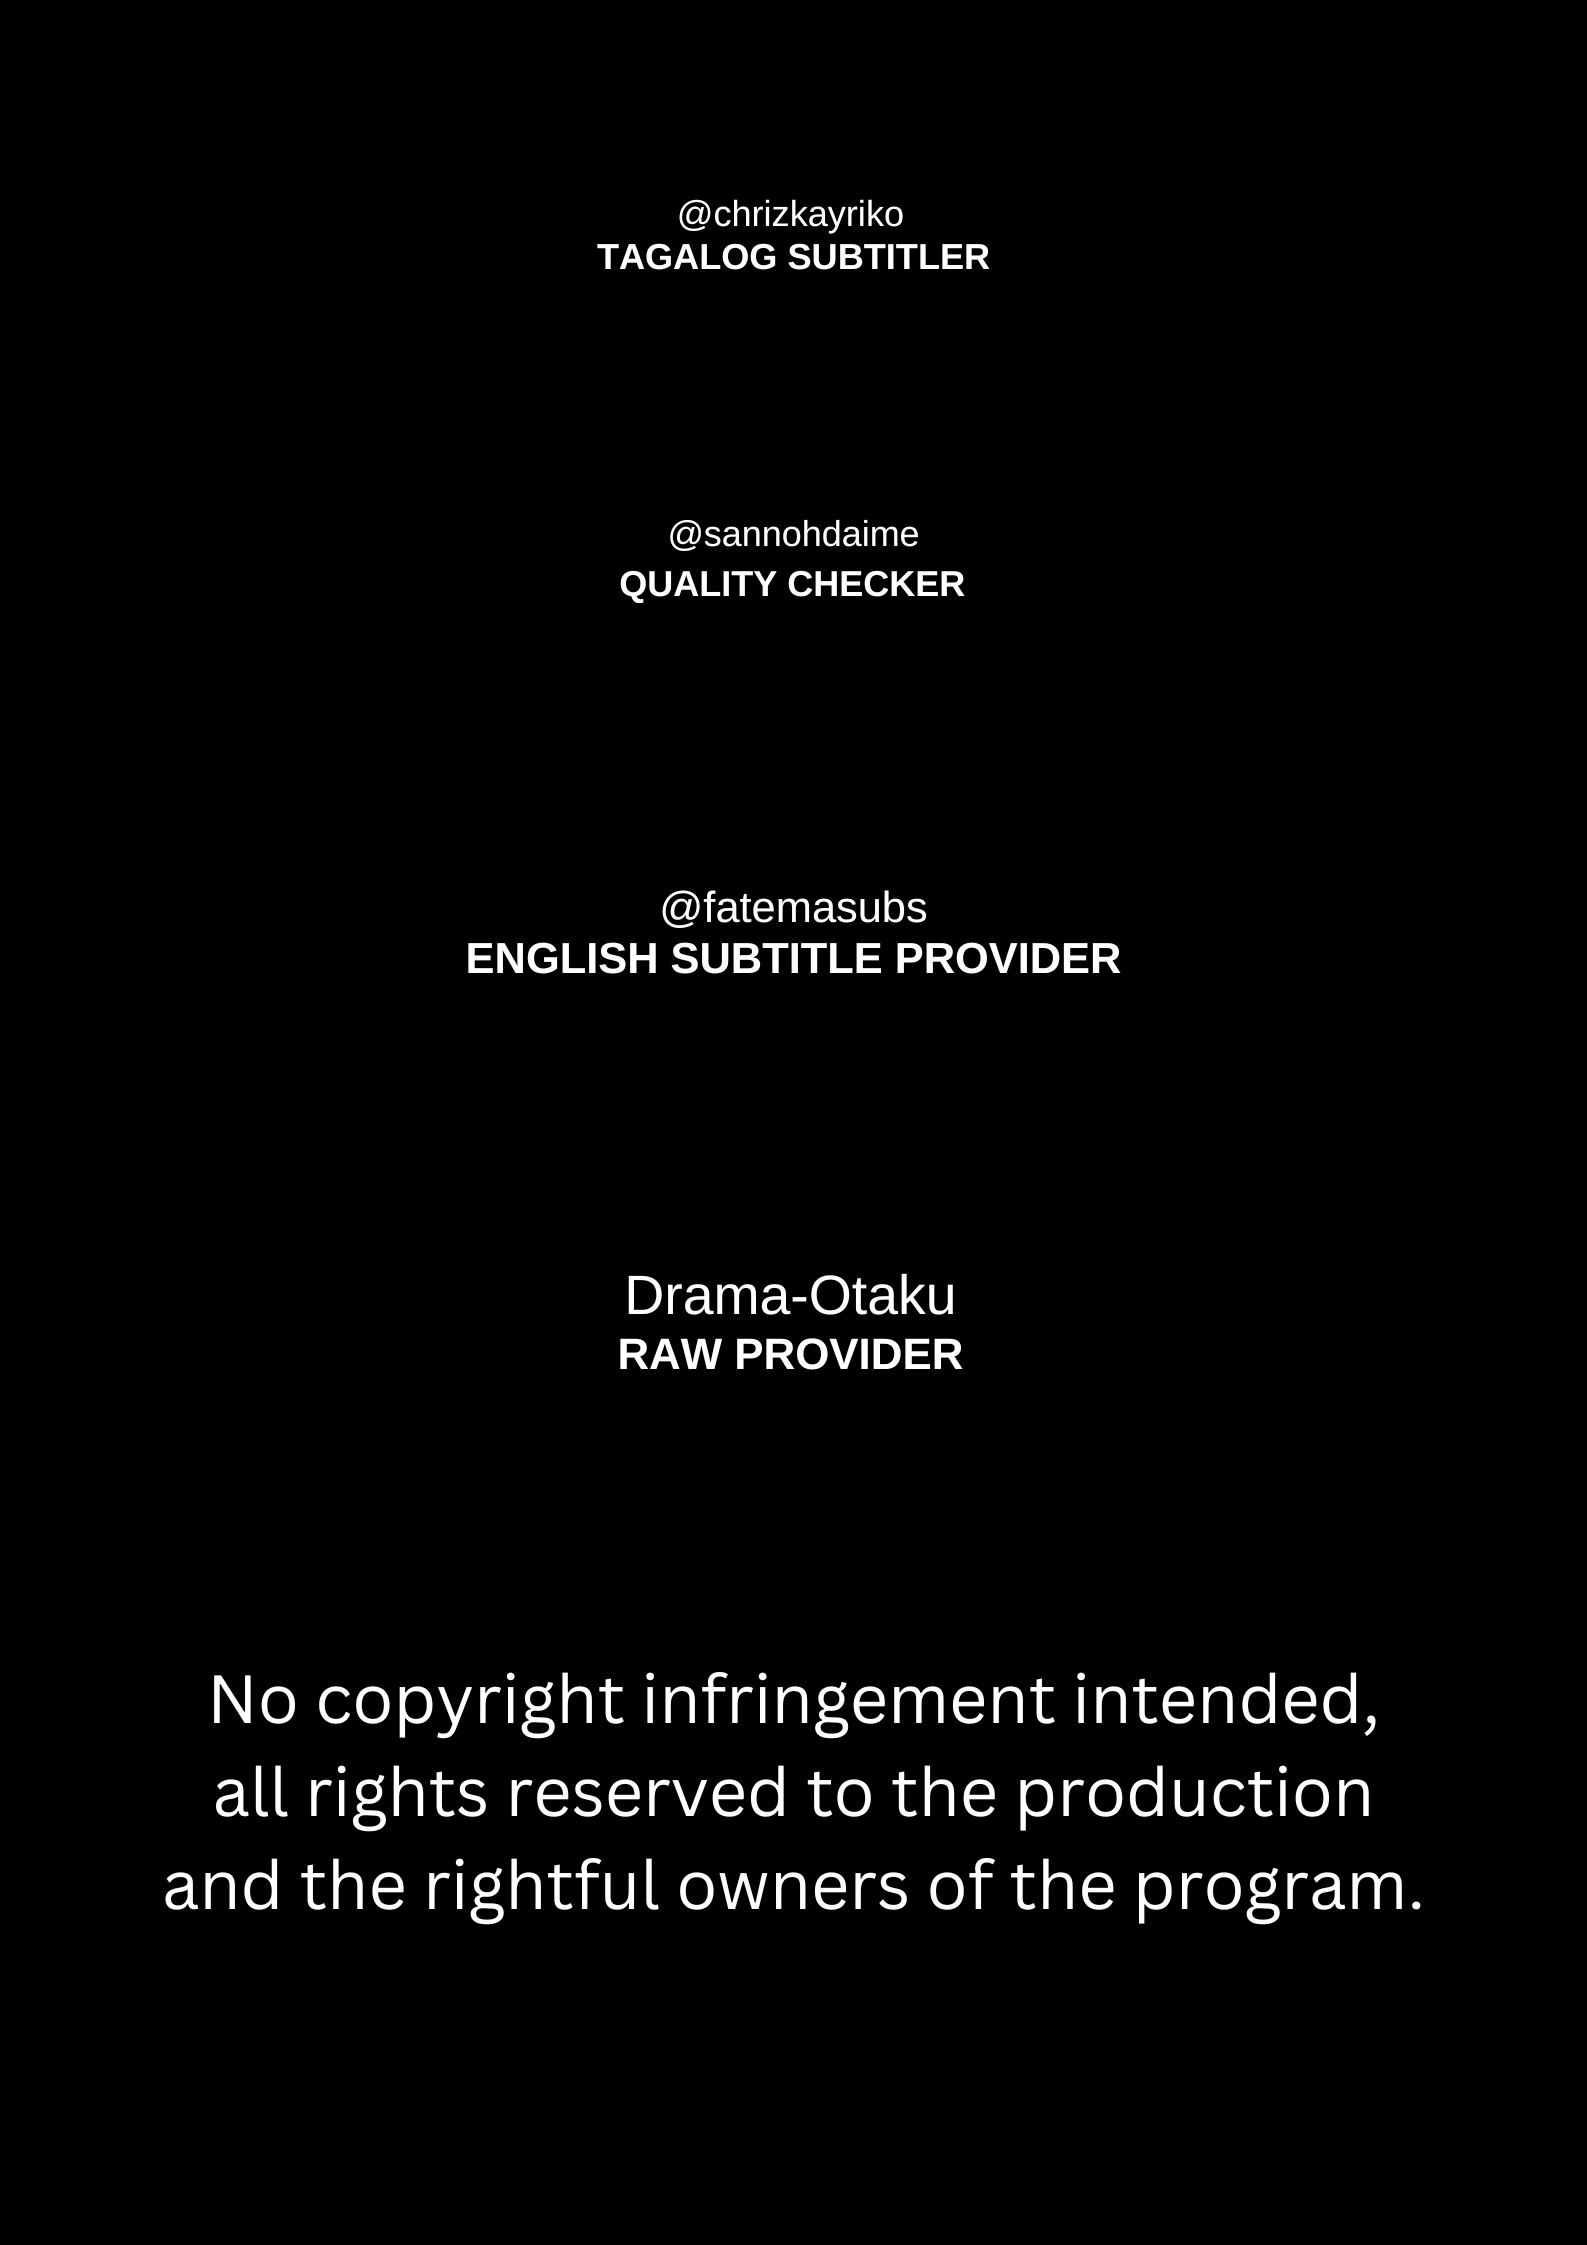 @chrizkayriko
TAGALOG SUBTITLER
@sannohdaime
QUALITY CHECKER
@fatemasubs
ENGLISH SUBTITLE PROVIDER
Drama-Otaku
RAW PROVIDER
No copyright infringement intended,
all rights reserved to the production
and the rightful owners of the program.